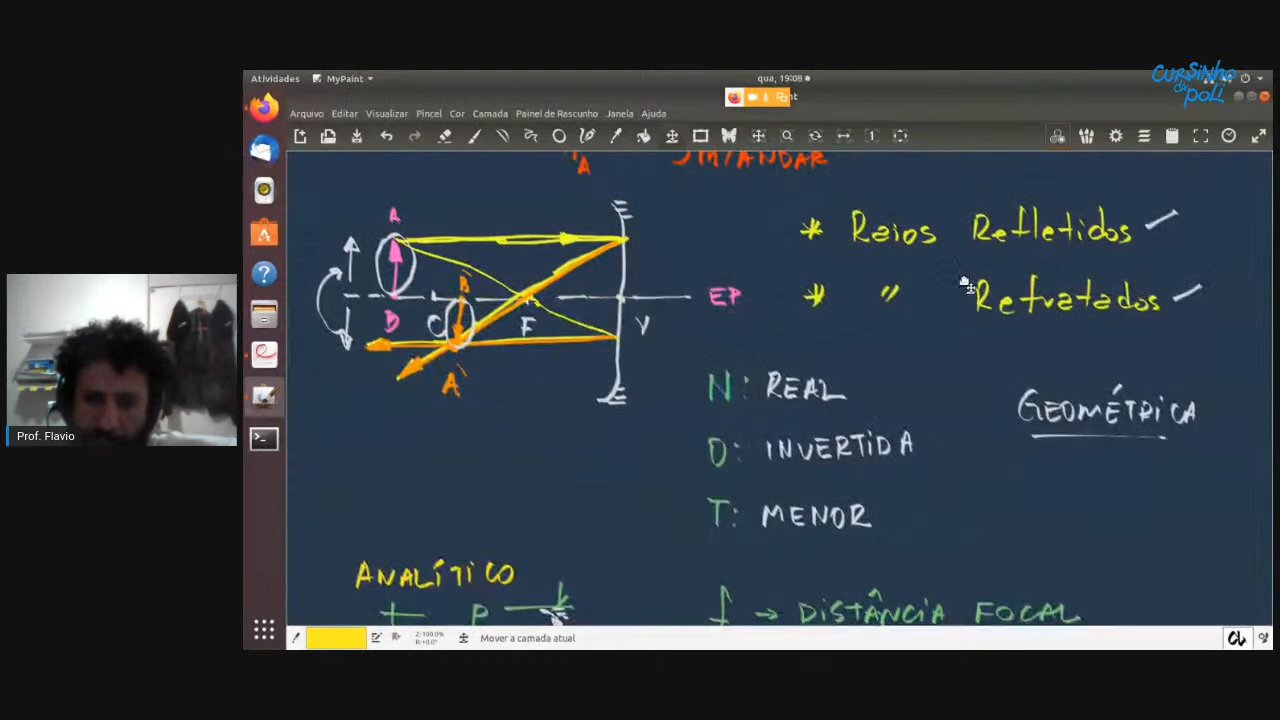 CURSINHO
DA
POLI
Atividades
MyPaint
qua, 19:08
Arquivo Editar Visualizar Pincel Cor Camada Painel de Rascunho Janela Ajuda
A
A
* Raios Refletidos
E
B
D
C
F
V
EP
* " Refratados
A'
E
N: REAL
GEOMÉTRICA
O: INVERTIDA
T: MENOR
Prof. Flavio
ANALÍTICO
P
f → DISTÂNCIA FOCAL
Mover a camada atual